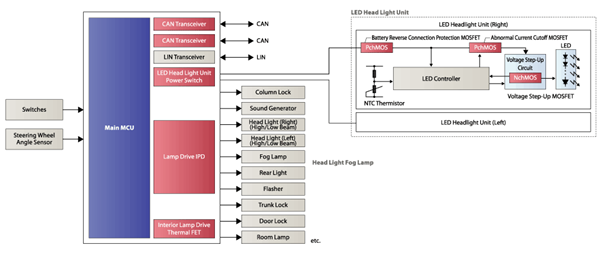 LED Head Light Unit
LED Headlight Unit (Right)
Battery Reverse Connection Protection MOSFET
Abnormal Current Cutoff MOSFET
LED
PchMOS
PchMOS
Voltage Step-Up
Circuit
NchMOS
LED Controller
Voltage Step-Up MOSFET
NTC Thermistor
LED Headlight Unit (Left)
CAN Transceiver
CAN
CAN Transceiver
CAN
LIN Transceiver
LIN
LED Head Light Unit
Power Switch
Switches
Steering Wheel
Angle Sensor
Main MCU
Lamp Drive IPD
Interior Lamp Drive
Thermal FET
Column Lock
Sound Generator
Head Light (Right)
(High/Low Beam)
Head Light (Left)
(High/Low Beam)
Fog Lamp
Head Light Fog Lamp
Rear Light
Flasher
Trunk Lock
Door Lock
Room Lamp
etc.